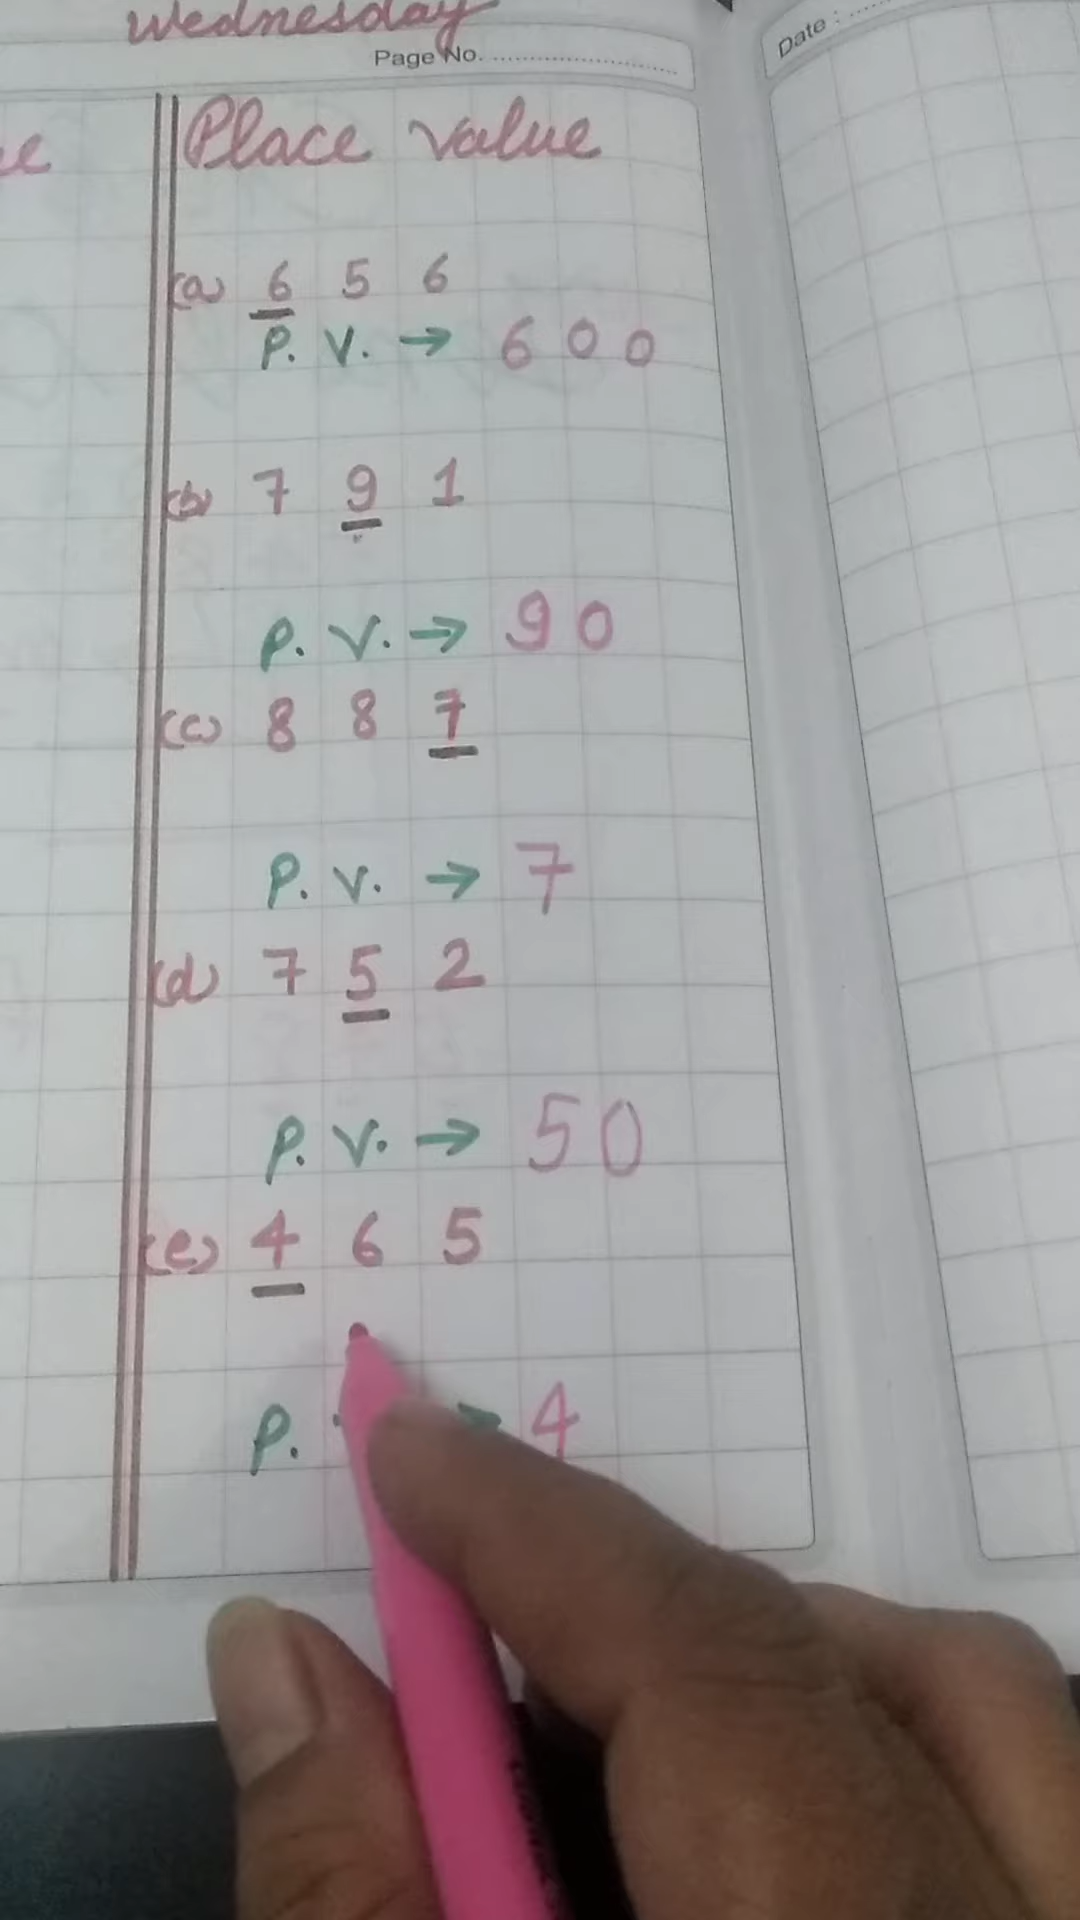 Wednesday
Page No.
Date :
Place value
(a) 6 5 6
P. V. → 600
(b) 7 9 1
P. V. → 90
(c) 8 8 7
P. V. → 7
(d) 7 5 2
P. V. → 50
(e) 4 6 5
P. → 4